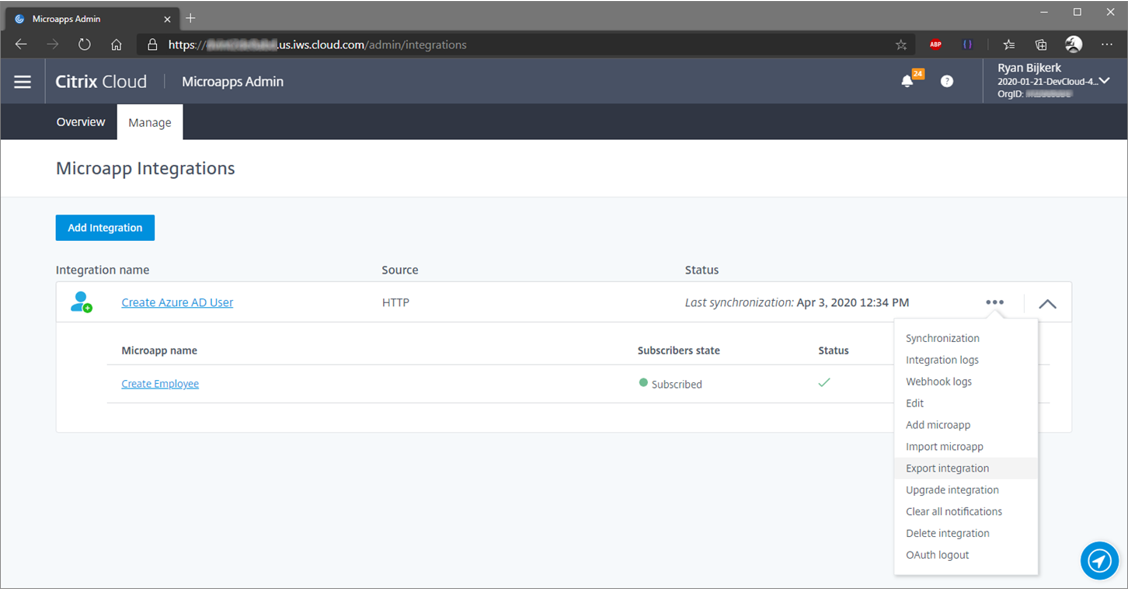 Microapps Admin
https://
.us.iws.cloud.com/admin/integrations
ABP
Citrix Cloud
Microapps Admin
24
?
Ryan Bijkerk
2020-01-21-DevCloud-4...
OrgID:
Overview
Manage
Microapp Integrations
Add Integration
Integration name Source Status
Create Azure AD User HTTP Last synchronization: Apr 3, 2020 12:34 PM
Microapp name Subscribers state Status
Create Employee Subscribed
Synchronization
Integration logs
Webhook logs
Edit
Add microapp
Import microapp
Export integration
Upgrade integration
Clear all notifications
Delete integration
OAuth logout